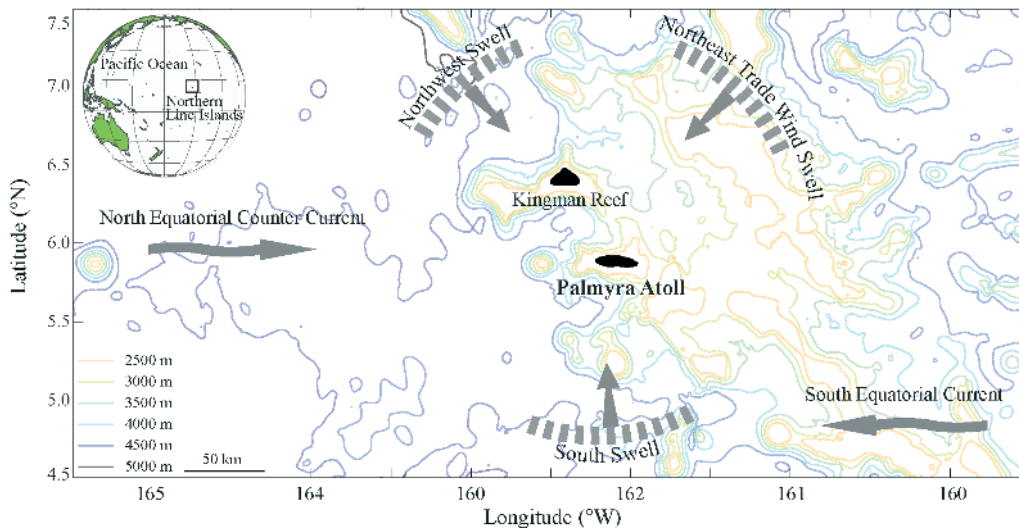 Pacific Ocean
Northern
Line Islands
Northwest Swell
Northeast Trade Wind Swell
Kingman Reef
North Equatorial Counter Current
Palmyra Atoll
South Equatorial Current
South Swell
2500 m
3000 m
3500 m
4000 m
4500 m
5000 m
50 km
7.5
7.0
6.5
6.0
5.5
5.0
4.5
Latitude (°N)
165
164
160
162
161
160
Longitude (°W)